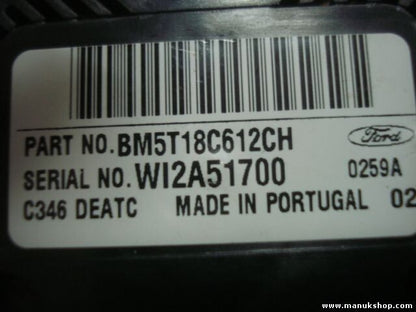 PART NO. BM5T18C612CH
Ford
SERIAL NO. WI2A51700
0259A
C346 DEATC MADE IN PORTUGAL 02
www.manukshop.com